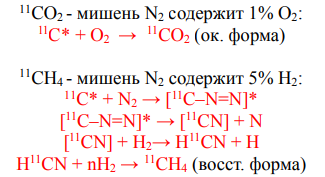 ¹¹CO₂ - мишень N₂ содержит 1% O₂:
¹¹C* + O₂ → ¹¹CO₂ (ок. форма)
¹¹CH₄ - мишень N₂ содержит 5% H₂:
¹¹C* + N₂ → [¹¹C–N=N]*
[¹¹C–N=N]* → [¹¹CN] + N
[¹¹CN] + H₂→ H¹¹CN + H
H¹¹CN + nH₂ → ¹¹CH₄ (восст. форма)